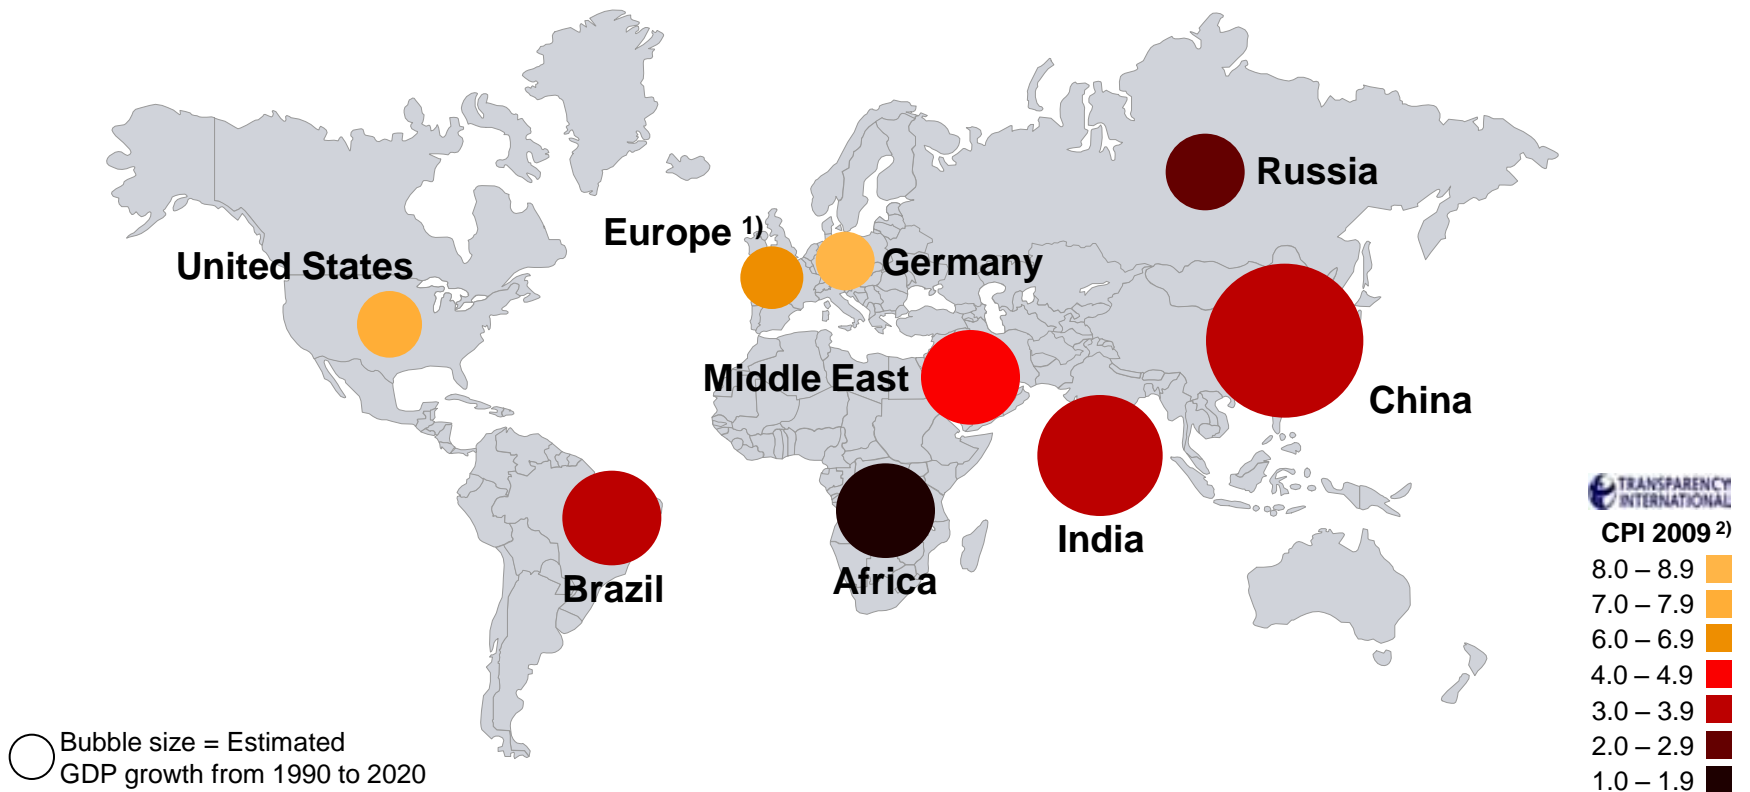 Russia
Europe 1)
Germany
United States
Middle East
China
India
Brazil
Africa
TRANSPARENCY
INTERNATIONAL
CPI 2009 2)
8.0 – 8.9
7.0 – 7.9
6.0 – 6.9
4.0 – 4.9
3.0 – 3.9
2.0 – 2.9
1.0 – 1.9
Bubble size = Estimated
GDP growth from 1990 to 2020